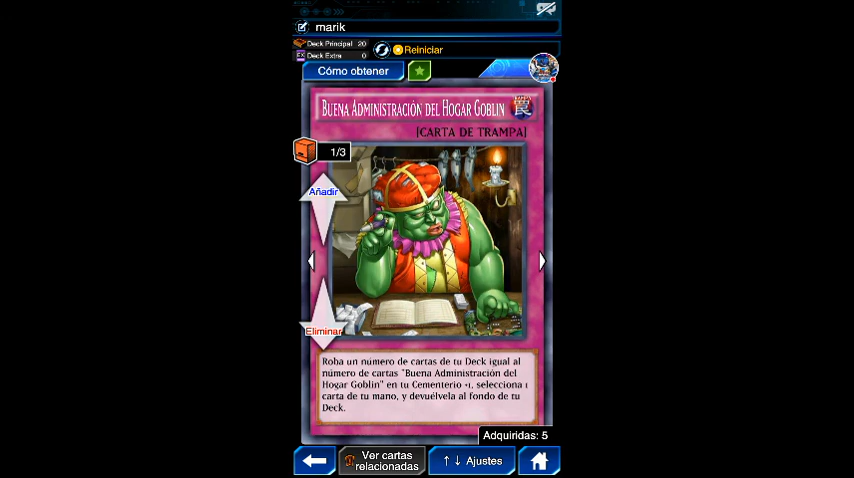 marik
Deck Principal 20
EX Deck Extra 0
Reiniciar
Cómo obtener
BUENA ADMINISTRACIÓN DEL HOGAR GOBLIN 罠
[CARTA DE TRAMPA]
1/3
Añadir
Eliminar
Roba un número de cartas de tu Deck igual al
número de cartas "Buena Administración del
Hogar Goblin" en tu Cementerio +1, selecciona 1
carta de tu mano, y devuélvela al fondo de tu
Deck.
Adquiridas: 5
Ver cartas
relacionadas
↑↓ Ajustes